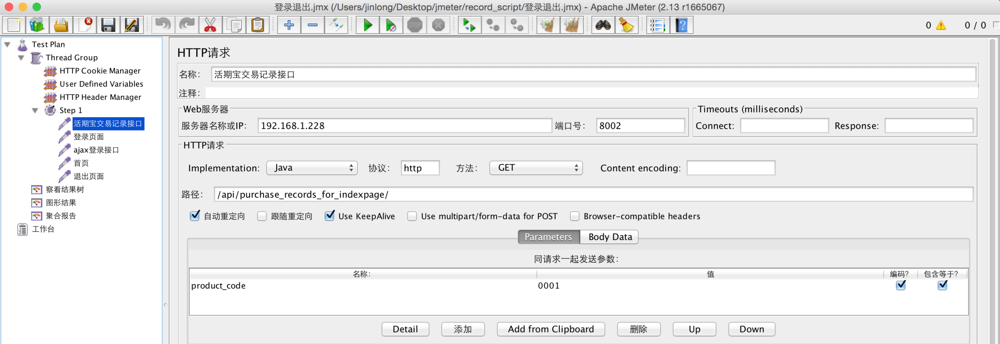 登录退出.jmx (/Users/jinlong/Desktop/jmeter/record_script/登录退出.jmx) - Apache JMeter (2.13 r1665067)
STOP
STOP
?
0
0 / 0
Test Plan
Thread Group
HTTP Cookie Manager
User Defined Variables
HTTP Header Manager
Step 1
活期宝交易记录接口
登录页面
ajax登录接口
首页
退出页面
察看结果树
图形结果
聚合报告
工作台
HTTP请求
名称: 活期宝交易记录接口
注释:
Web服务器
服务器名称或IP: 192.168.1.228 端口号: 8002
Timeouts (milliseconds)
Connect: Response:
HTTP请求
Implementation: Java 协议: http 方法: GET Content encoding:
路径: /api/purchase_records_for_indexpage/
自动重定向 跟随重定向 Use KeepAlive Use multipart/form-data for POST Browser-compatible headers
Parameters Body Data
同请求一起发送参数:
名称: 值 编码? 包含等于?
product_code 0001
Detail 添加 Add from Clipboard 删除 Up Down